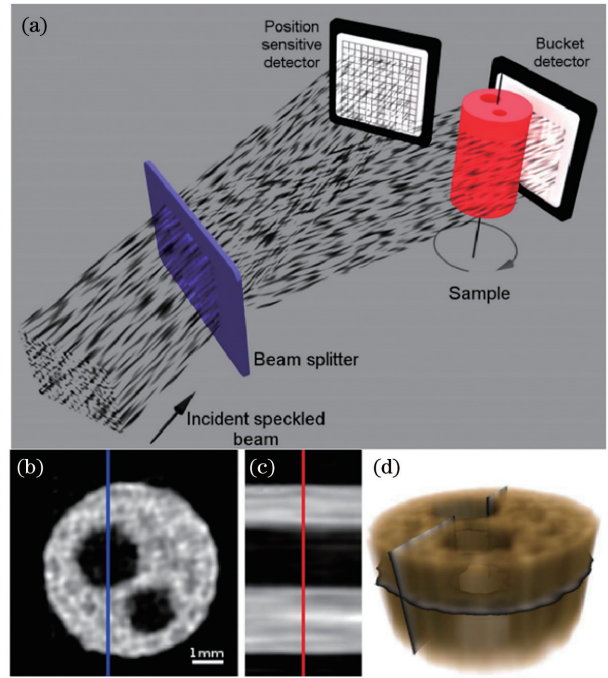 (a)
Position
sensitive
detector
Bucket
detector
Sample
Beam splitter
Incident speckled
beam
(b)
(c)
(d)
1mm